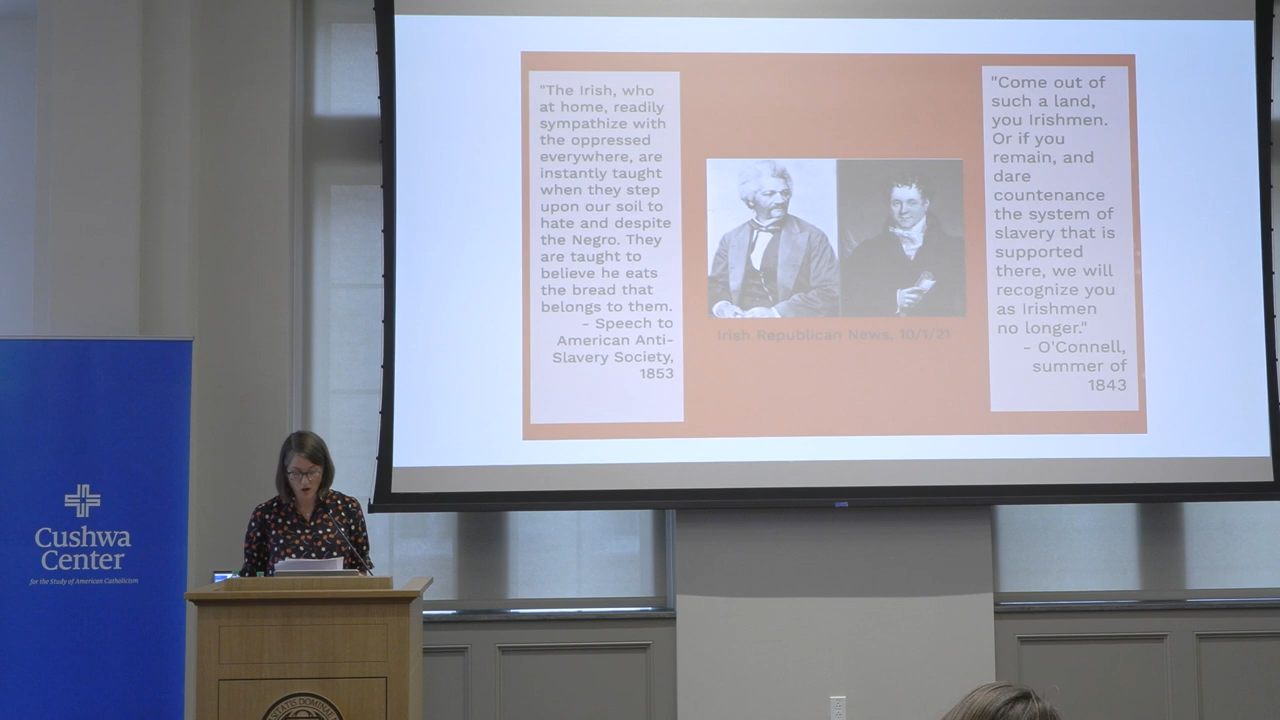 "The Irish, who
at home, readily
sympathize with
the oppressed
everywhere, are
instantly taught
when they step
upon our soil to
hate and despite
the Negro. They
are taught to
believe he eats
the bread that
belongs to them.
- Speech to
American Anti-
Slavery Society,
1853
Irish Republican News, 10/1/21
"Come out of
such a land,
you Irishmen.
Or if you
remain, and
dare
countenance
the system of
slavery that is
supported
there, we will
recognize you
as Irishmen
no longer."
- O'Connell,
summer of
1843
Cushwa
Center
for the Study of American Catholicism